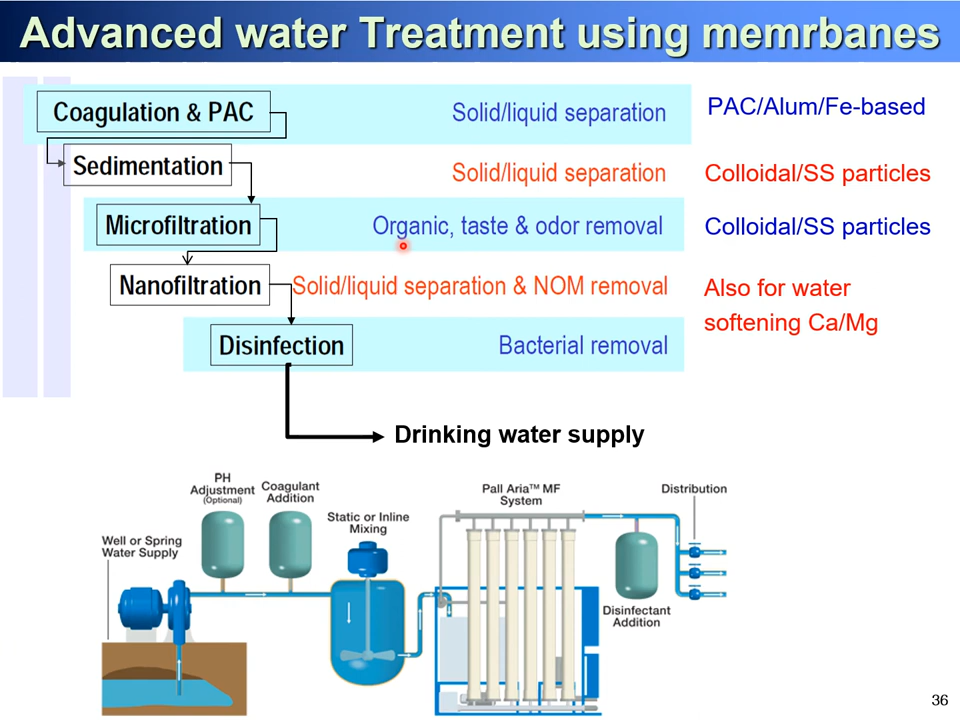 Advanced water Treatment using memrbanes
Coagulation & PAC
Solid/liquid separation
PAC/Alum/Fe-based
Sedimentation
Solid/liquid separation
Colloidal/SS particles
Microfiltration
Organic, taste & odor removal
Colloidal/SS particles
Nanofiltration
Solid/liquid separation & NOM removal
Also for water
softening Ca/Mg
Disinfection
Bacterial removal
Drinking water supply
PH
Adjustment
(Optional)
Coagulant
Addition
Static or Inline
Mixing
Pall Aria™ MF
System
Distribution
Well or Spring
Water Supply
Disinfectant
Addition
36